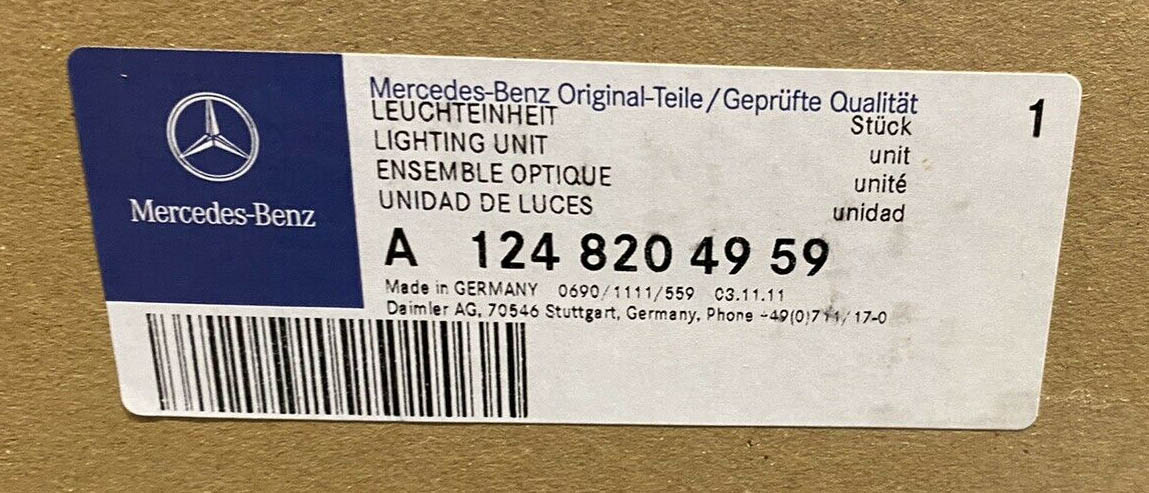 Mercedes-Benz
Mercedes-Benz Original-Teile/Geprüfte Qualität
LEUCHTEINHEIT Stück 1
LIGHTING UNIT unit
ENSEMBLE OPTIQUE unité
UNIDAD DE LUCES unidad
A 124 820 49 59
Made in GERMANY 0690/1111/559 03.11.11
Daimler AG, 70546 Stuttgart, Germany, Phone +49(0)711/17-0